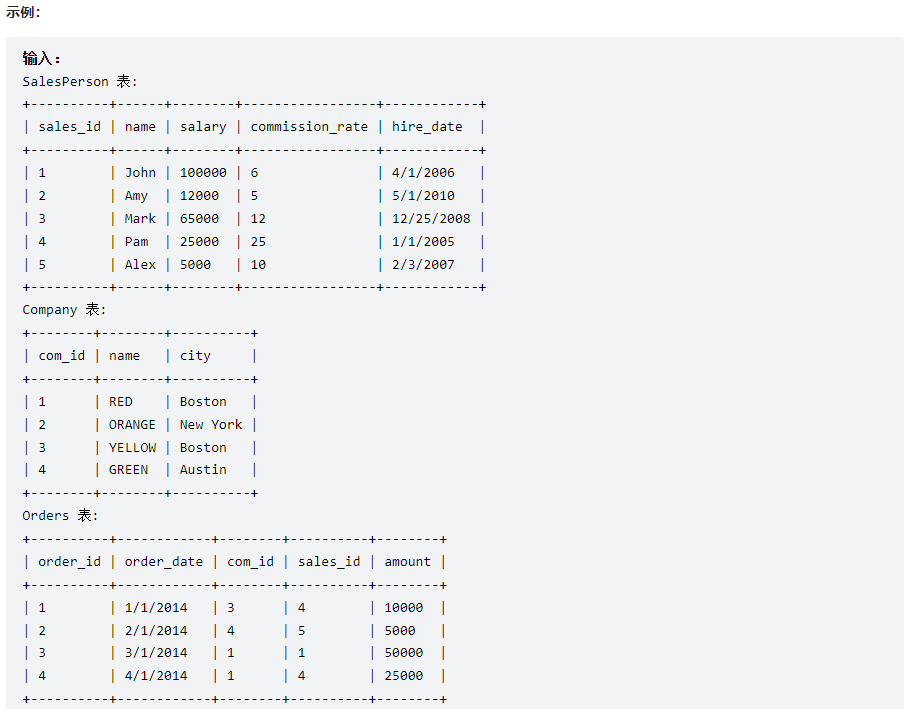 示例：
输入：
SalesPerson 表:
+----------+------+--------+-----------------+------------+
| sales_id | name | salary | commission_rate | hire_date  |
+----------+------+--------+-----------------+------------+
| 1        | John | 100000 | 6               | 4/1/2006   |
| 2        | Amy  | 12000  | 5               | 5/1/2010   |
| 3        | Mark | 65000  | 12              | 12/25/2008 |
| 4        | Pam  | 25000  | 25              | 1/1/2005   |
| 5        | Alex | 5000   | 10              | 2/3/2007   |
+----------+------+--------+-----------------+------------+
Company 表:
+--------+--------+----------+
| com_id | name   | city     |
+--------+--------+----------+
| 1      | RED    | Boston   |
| 2      | ORANGE | New York |
| 3      | YELLOW | Boston   |
| 4      | GREEN  | Austin   |
+--------+--------+----------+
Orders 表:
+----------+------------+--------+----------+--------+
| order_id | order_date | com_id | sales_id | amount |
+----------+------------+--------+----------+--------+
| 1        | 1/1/2014   | 3      | 4        | 10000  |
| 2        | 2/1/2014   | 4      | 5        | 5000   |
| 3        | 3/1/2014   | 1      | 1        | 50000  |
| 4        | 4/1/2014   | 1      | 4        | 25000  |
+----------+------------+--------+----------+--------+